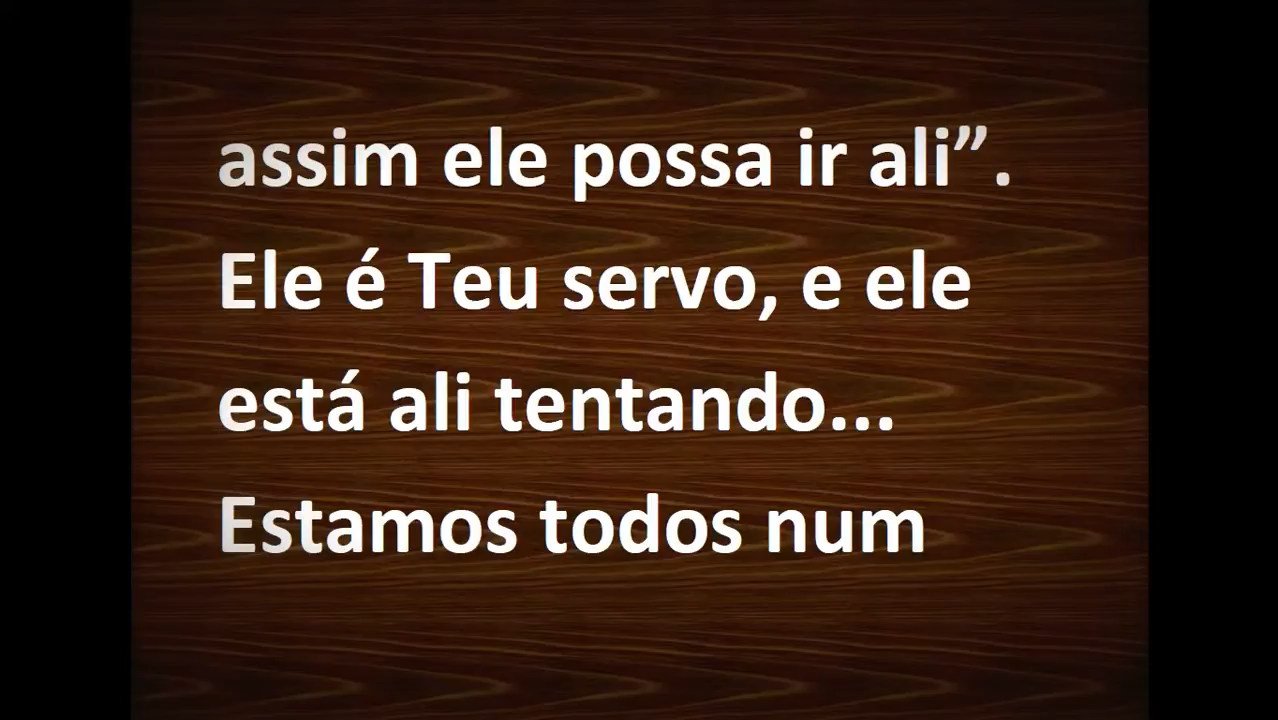 assim ele possa ir ali”.
Ele é Teu servo, e ele
está ali tentando...
Estamos todos num